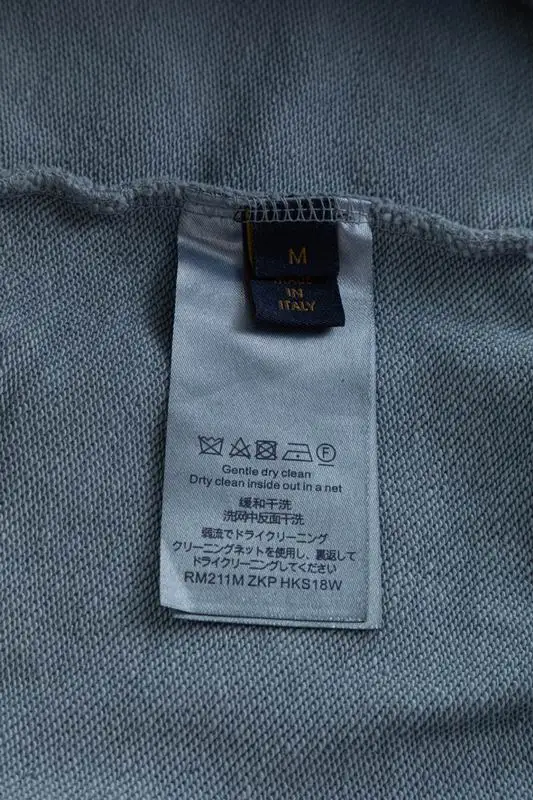 M
MADE
IN
ITALY
F
Gentle dry clean
Drty clean inside out in a net
缓和干洗
洗网中反面干洗
弱流でドライクリーニング
クリーニングネットを使用し、裏返して
ドライクリーニングしてください
RM211M ZKP HKS18W